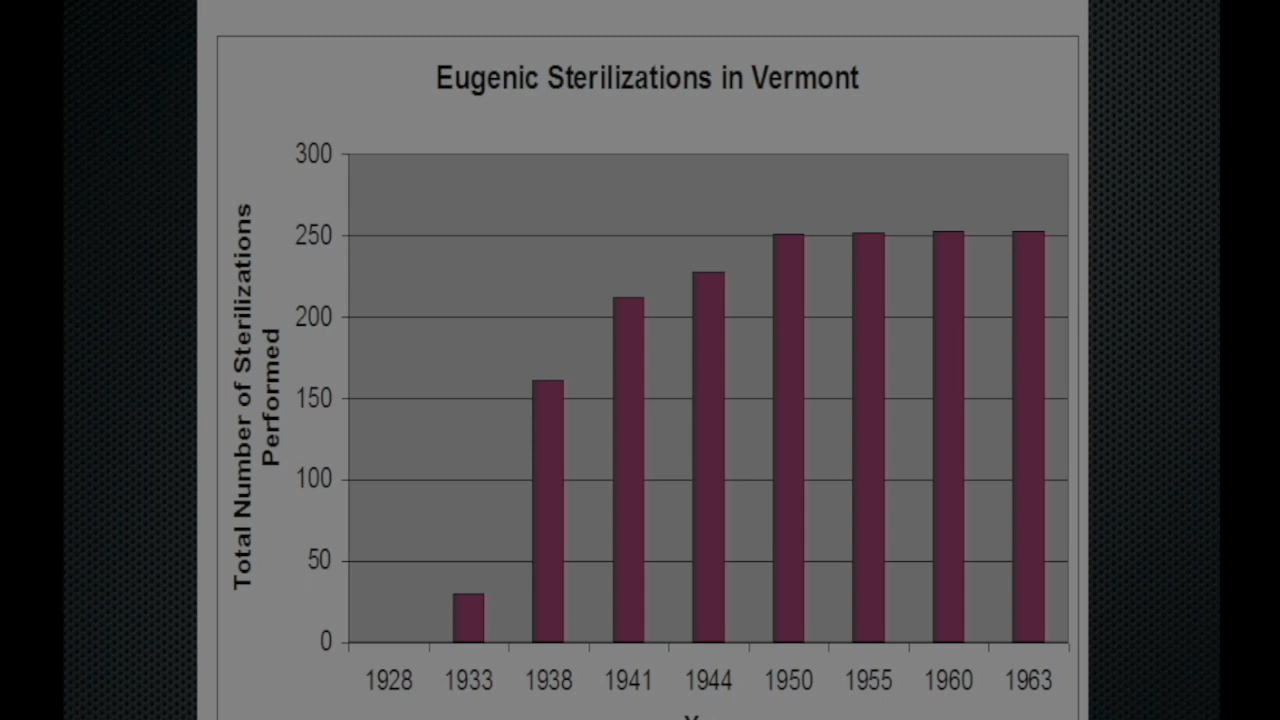 Eugenic Sterilizations in Vermont
Total Number of Sterilizations
Performed
300
250
200
150
100
50
0
1928 1933 1938 1941 1944 1950 1955 1960 1963